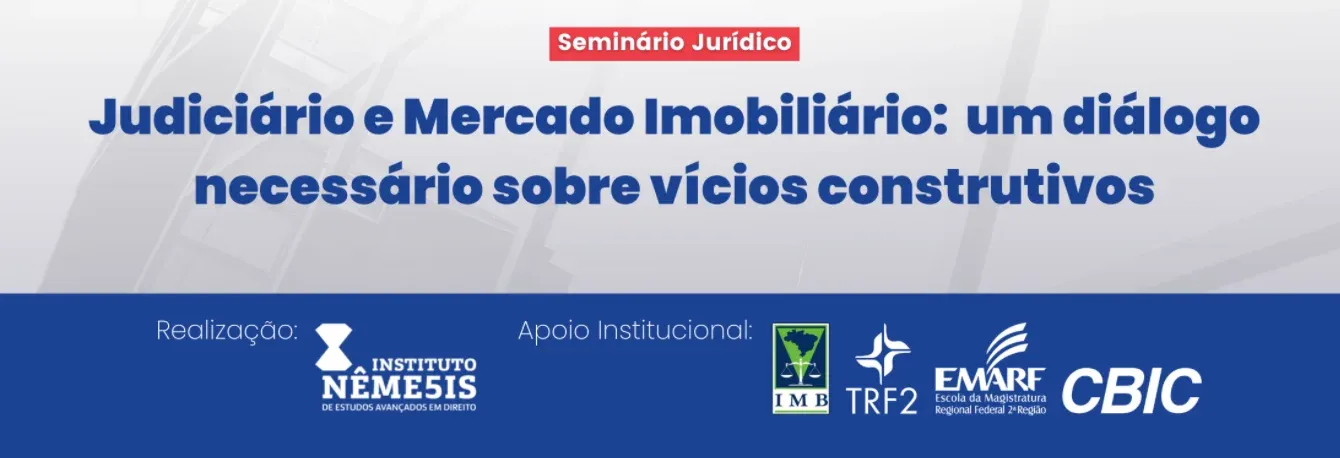 Seminário Jurídico
Judiciário e Mercado Imobiliário: um diálogo
necessário sobre vícios construtivos
Realização:
INSTITUTO
NÊME5IS
DE ESTUDOS AVANÇADOS EM DIREITO
Apoio Institucional:
IMB
TRF2
EMARF
Escola da Magistratura
Regional Federal 2ª Região
CBIC